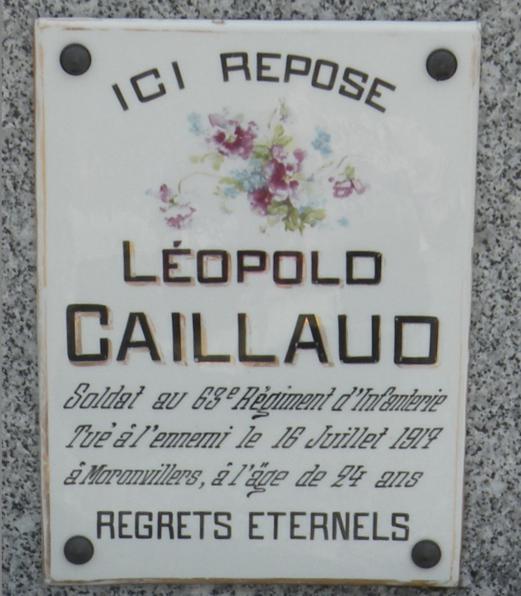 ICI REPOSE
LÉOPOLD
CAILLAUD
Soldat au 63e Régiment d'Infanterie
Tué à l'ennemi le 16 Juillet 1917
à Moronvillers, à l'âge de 24 ans
REGRETS ETERNELS